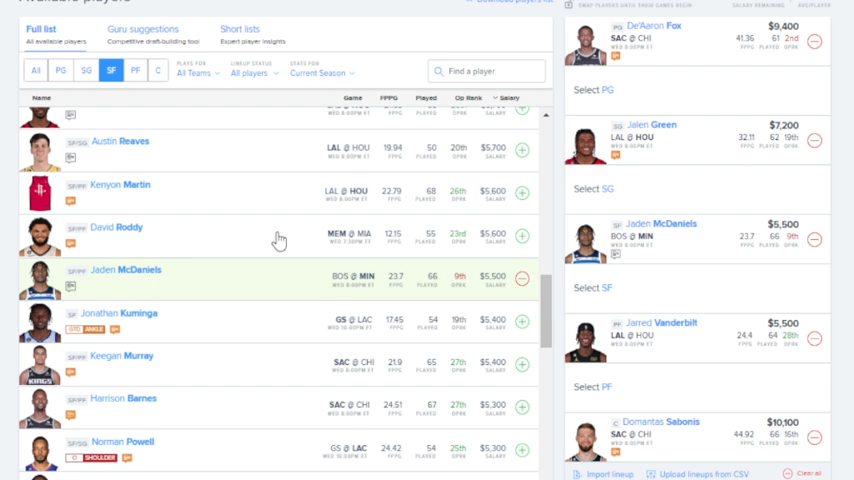 SWAP PLAYERS UNTIL THEIR GAMES BEGIN
SALARY REMAINING
Full list
All available players
Guru suggestions
Competitive draft-building tool
Short lists
Expert player insights
All PG SG SF PF C
PLAYS FOR
All Teams
LINEUP STATUS
All players
STATS FOR
Current Season
Find a player
Name Game FPPG Played Op Rank Salary
SF/SG Austin Reaves
LAL @ HOU 19.94 50 20th $5,700
WED 8:00PM ET FPPG PLAYED OPRK SALARY
SF/PF Kenyon Martin
LAL @ HOU 22.79 68 26th $5,600
WED 8:00PM ET FPPG PLAYED OPRK SALARY
SF/PF David Roddy
MEM @ MIA 12.15 55 23rd $5,600
WED 7:30PM ET FPPG PLAYED OPRK SALARY
SF/PF Jaden McDaniels
BOS @ MIN 23.7 66 9th $5,500
WED 8:00PM ET FPPG PLAYED OPRK SALARY
SF Jonathan Kuminga
GTD ANKLE
GS @ LAC 17.45 54 19th $5,400
WED 10:00PM ET FPPG PLAYED OPRK SALARY
SF/PF Keegan Murray
SAC @ CHI 21.9 65 27th $5,400
WED 8:00PM ET FPPG PLAYED OPRK SALARY
KINGS
SF/PF Harrison Barnes
SAC @ CHI 24.51 67 27th $5,300
WED 8:00PM ET FPPG PLAYED OPRK SALARY
SF/SG Norman Powell
O SHOULDER
GS @ LAC 24.42 54 25th $5,300
WED 10:00PM ET FPPG PLAYED OPRK SALARY
PG De'Aaron Fox $9,400
SAC @ CHI 41.36 61 2nd
WED 8:00PM ET FPPG PLAYED OPRK
Select PG
SG Jalen Green $7,200
LAL @ HOU 32.11 62 19th
WED 8:00PM ET FPPG PLAYED OPRK
Select SG
SF Jaden McDaniels $5,500
BOS @ MIN 23.7 66 9th
WED 8:00PM ET FPPG PLAYED OPRK
Select SF
PF Jarred Vanderbilt $5,500
LAL @ HOU 24.4 64 28th
WED 8:00PM ET FPPG PLAYED OPRK
Select PF
C Domantas Sabonis $10,100
SAC @ CHI 44.92 66 16th
WED 8:00PM ET FPPG PLAYED OPRK
Import lineup Upload lineups from CSV Clear all